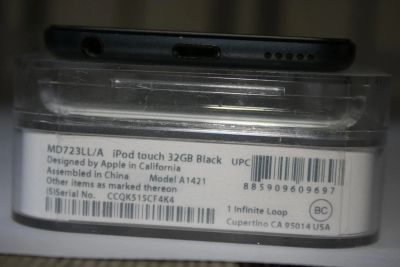 MD723LL/A iPod touch 32GB Black UPC
Designed by Apple in California
Assembled in China Model A1421
Other items as marked thereon
(S)Serial No. CCQK515CF4K4
885909609697
1 Infinite Loop
Cupertino CA 95014 USA
BC